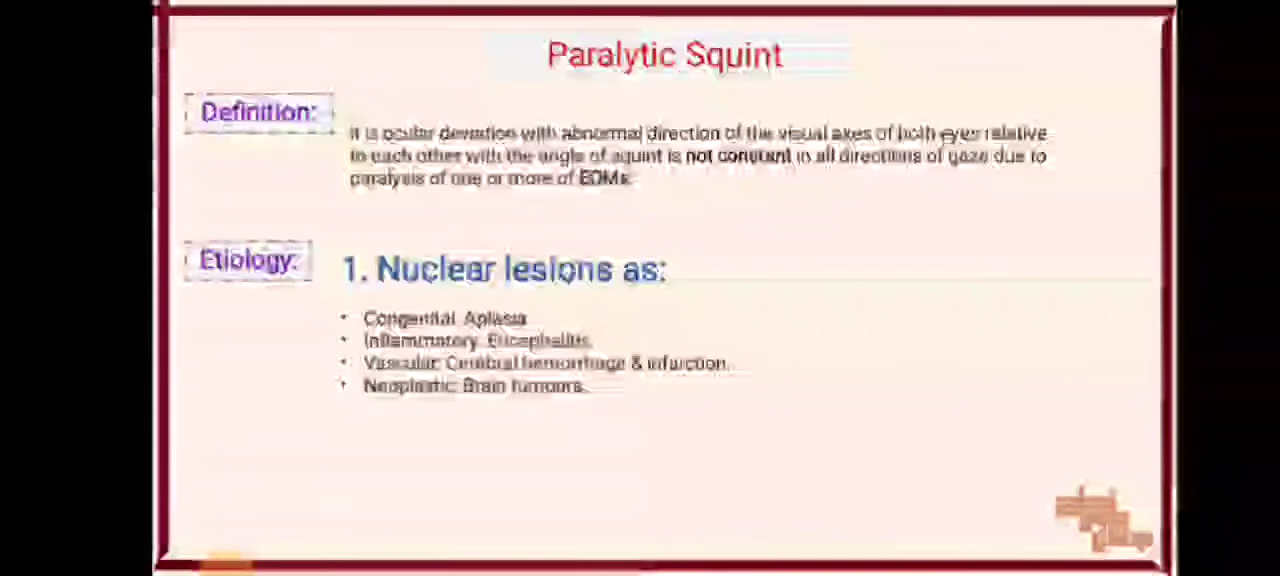 Paralytic Squint
Definition:
It is ocular deviation with abnormal direction of the visual axes of both eyes relative
to each other with the angle of squint is not constant in all directions of gaze due to
paralysis of one or more of EOMs.
Etiology:
1. Nuclear lesions as:
• Congenital: Aplasia
• Inflammatory: Encephalitis.
• Vascular: Cerebral hemorrhage & infarction.
• Neoplastic: Brain tumours.